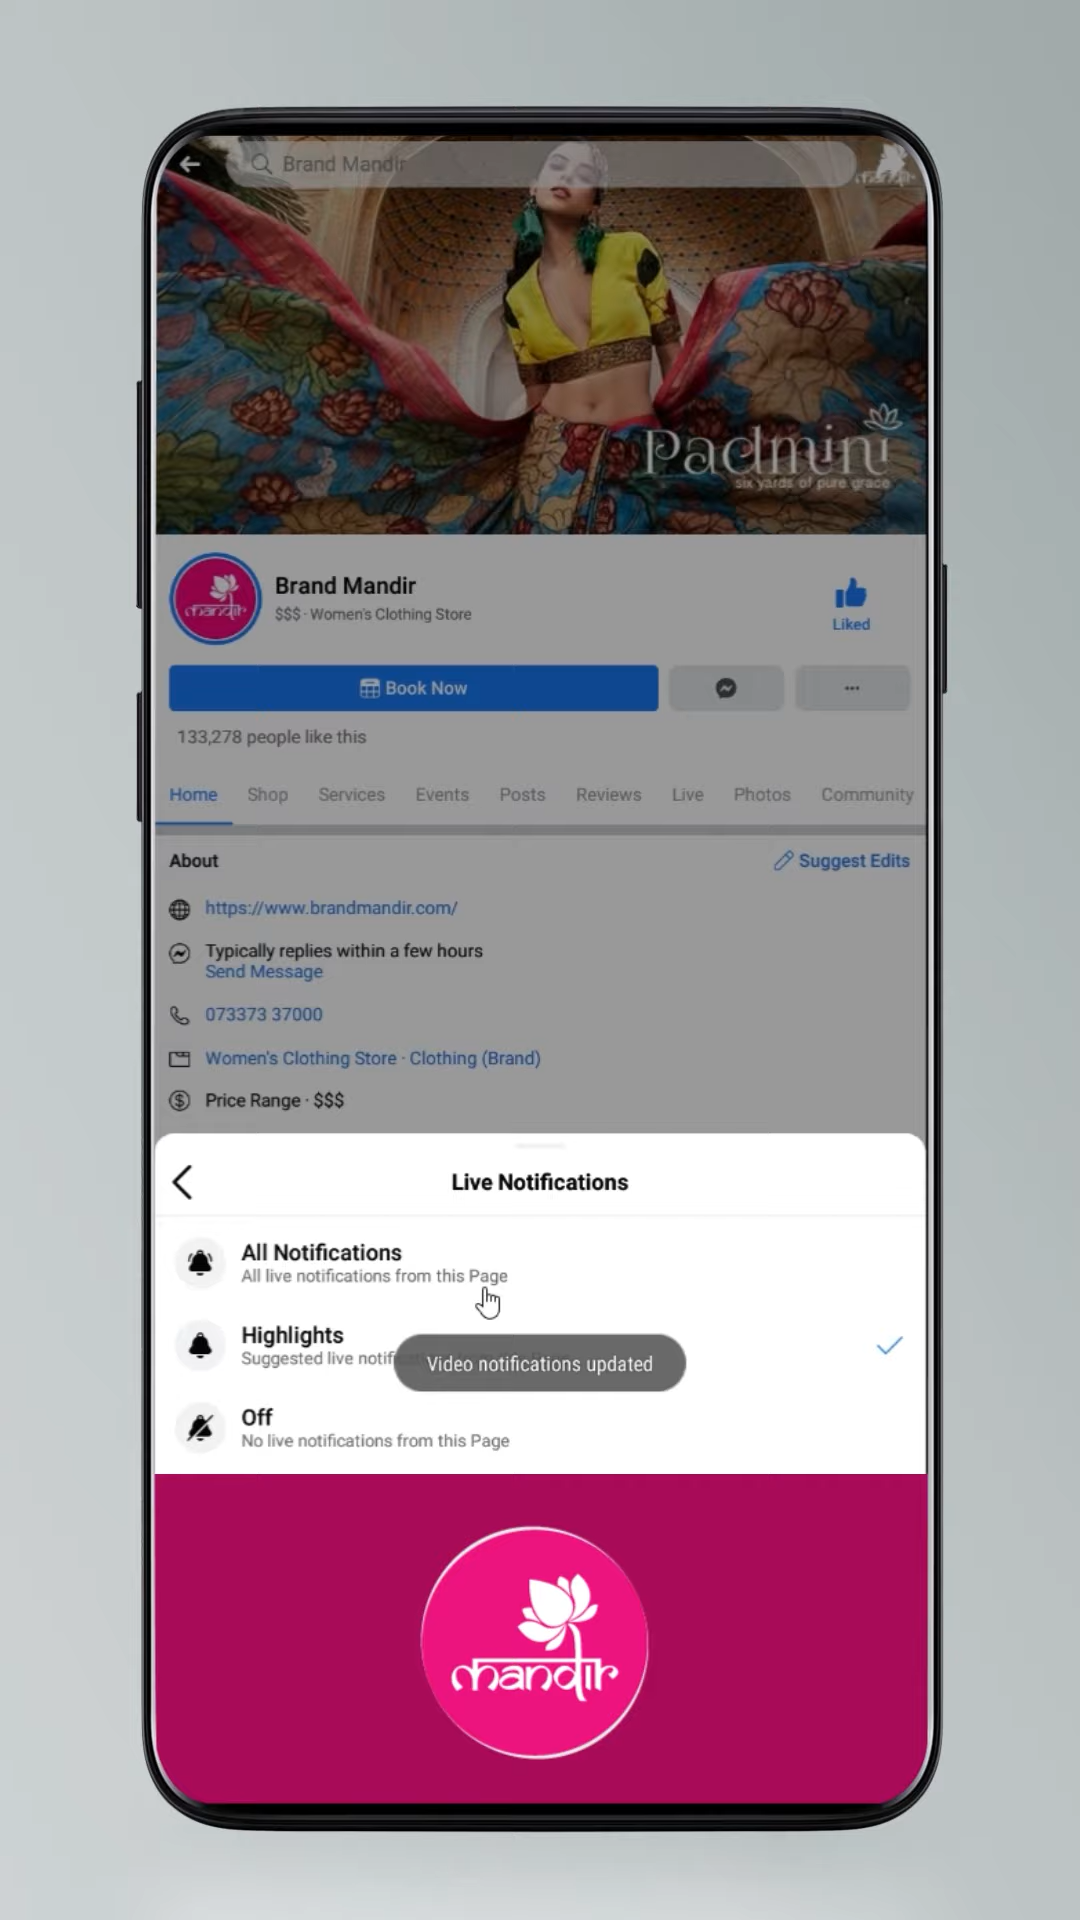 Brand Mandir
Padmini
six yards of pure grace
mandir
Brand Mandir
$$$ · Women's Clothing Store
Liked
Book Now
133,278 people like this
Home Shop Services Events Posts Reviews Live Photos Community
About
Suggest Edits
https://www.brandmandir.com/
Typically replies within a few hours
Send Message
073373 37000
Women's Clothing Store · Clothing (Brand)
Price Range · $$$
Live Notifications
All Notifications
All live notifications from this Page
Highlights
Suggested live
Video notifications updated
Off
No live notifications from this Page
mandir